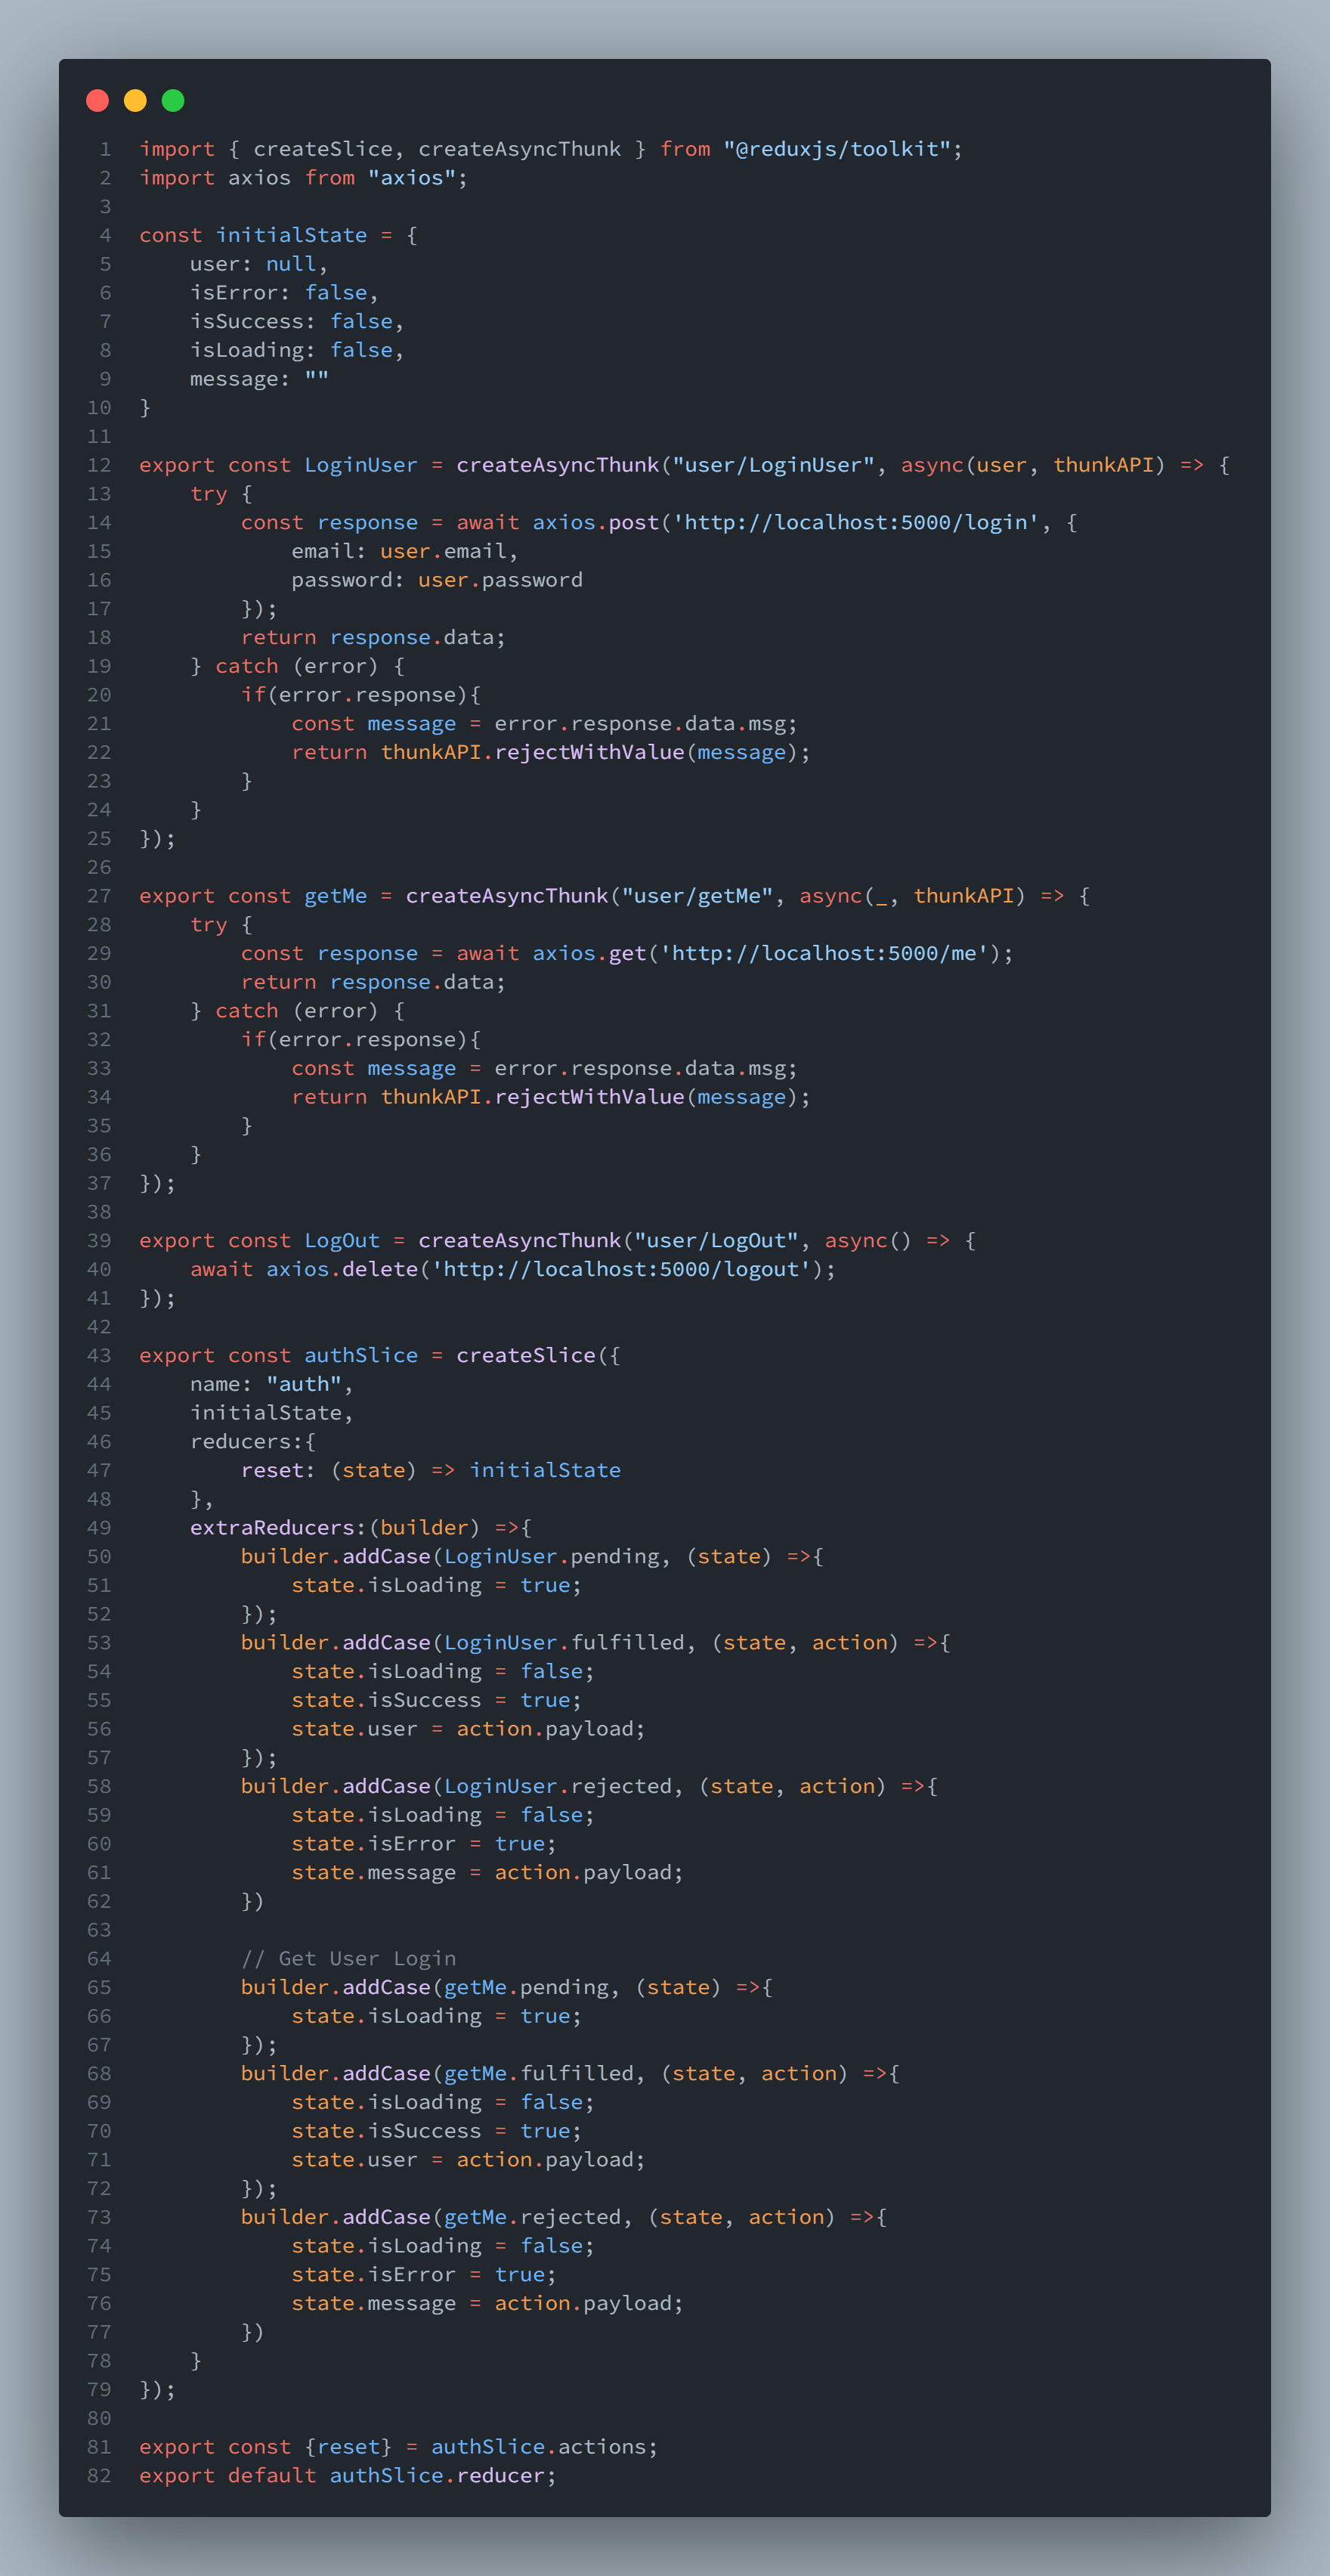 1 import { createSlice, createAsyncThunk } from "@reduxjs/toolkit";
2 import axios from "axios";
3
4 const initialState = {
5     user: null,
6     isError: false,
7     isSuccess: false,
8     isLoading: false,
9     message: ""
10 }
11
12 export const LoginUser = createAsyncThunk("user/LoginUser", async(user, thunkAPI) => {
13     try {
14         const response = await axios.post('http://localhost:5000/login', {
15             email: user.email,
16             password: user.password
17         });
18         return response.data;
19     } catch (error) {
20         if(error.response){
21             const message = error.response.data.msg;
22             return thunkAPI.rejectWithValue(message);
23         }
24     }
25 });
26
27 export const getMe = createAsyncThunk("user/getMe", async(_, thunkAPI) => {
28     try {
29         const response = await axios.get('http://localhost:5000/me');
30         return response.data;
31     } catch (error) {
32         if(error.response){
33             const message = error.response.data.msg;
34             return thunkAPI.rejectWithValue(message);
35         }
36     }
37 });
38
39 export const LogOut = createAsyncThunk("user/LogOut", async() => {
40     await axios.delete('http://localhost:5000/logout');
41 });
42
43 export const authSlice = createSlice({
44     name: "auth",
45     initialState,
46     reducers:{
47         reset: (state) => initialState
48     },
49     extraReducers:(builder) =>{
50         builder.addCase(LoginUser.pending, (state) =>{
51             state.isLoading = true;
52         });
53         builder.addCase(LoginUser.fulfilled, (state, action) =>{
54             state.isLoading = false;
55             state.isSuccess = true;
56             state.user = action.payload;
57         });
58         builder.addCase(LoginUser.rejected, (state, action) =>{
59             state.isLoading = false;
60             state.isError = true;
61             state.message = action.payload;
62         })
63
64         // Get User Login
65         builder.addCase(getMe.pending, (state) =>{
66             state.isLoading = true;
67         });
68         builder.addCase(getMe.fulfilled, (state, action) =>{
69             state.isLoading = false;
70             state.isSuccess = true;
71             state.user = action.payload;
72         });
73         builder.addCase(getMe.rejected, (state, action) =>{
74             state.isLoading = false;
75             state.isError = true;
76             state.message = action.payload;
77         })
78     }
79 });
80
81 export const {reset} = authSlice.actions;
82 export default authSlice.reducer;